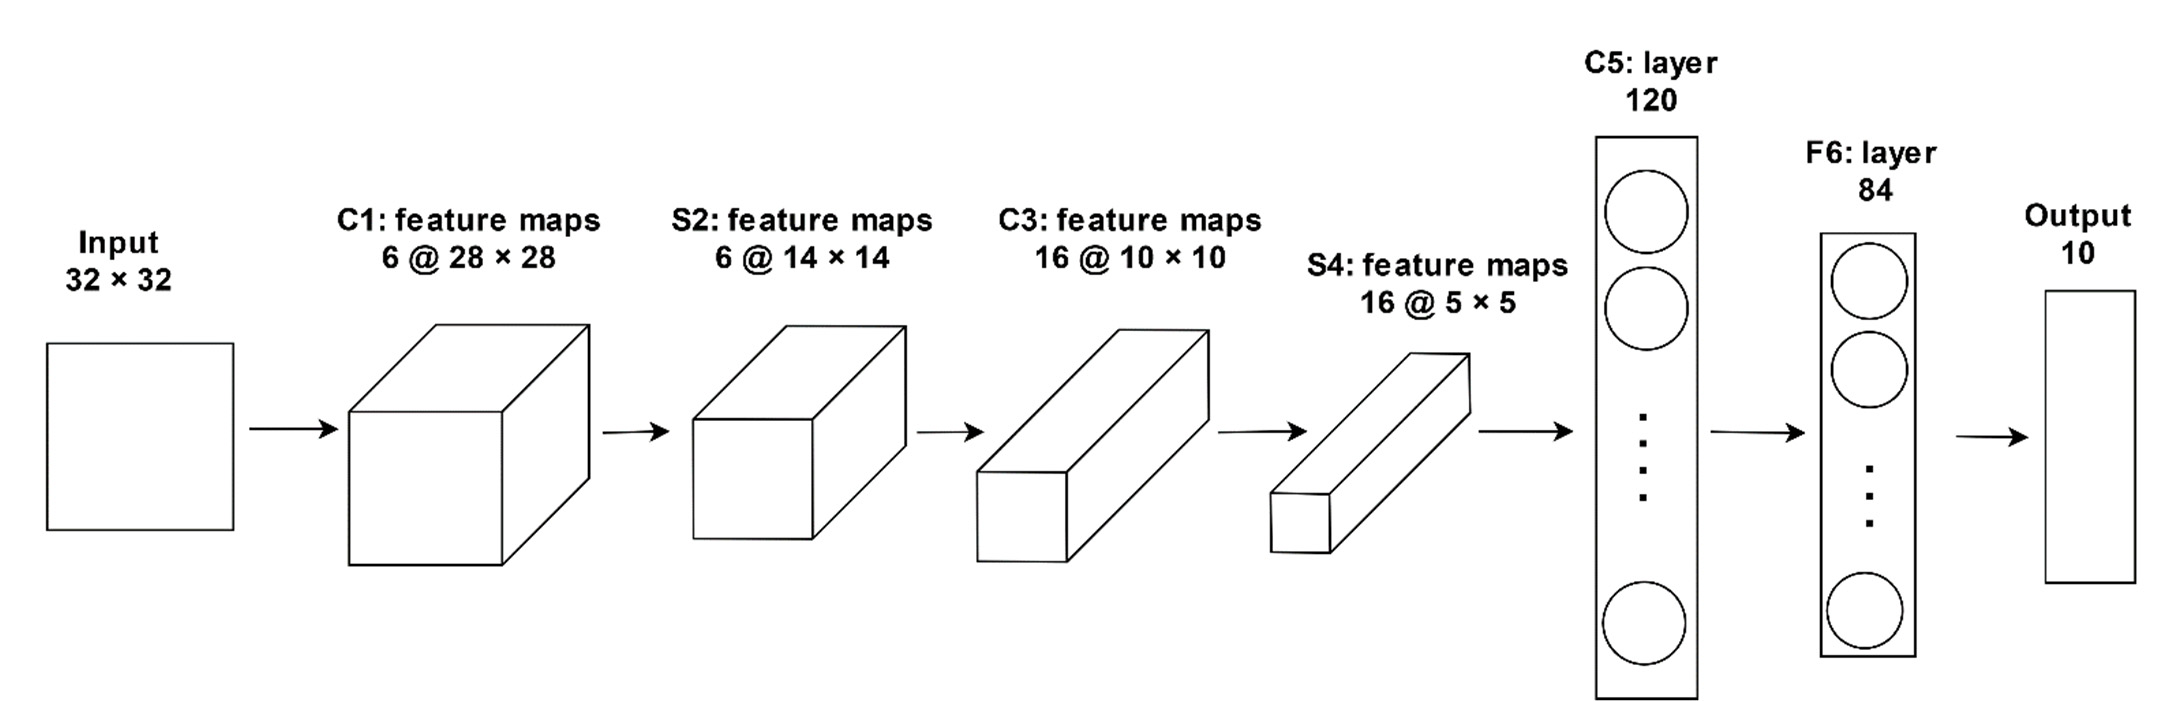 Input
32 × 32
C1: feature maps
6 @ 28 × 28
S2: feature maps
6 @ 14 × 14
C3: feature maps
16 @ 10 × 10
S4: feature maps
16 @ 5 × 5
C5: layer
120
F6: layer
84
Output
10